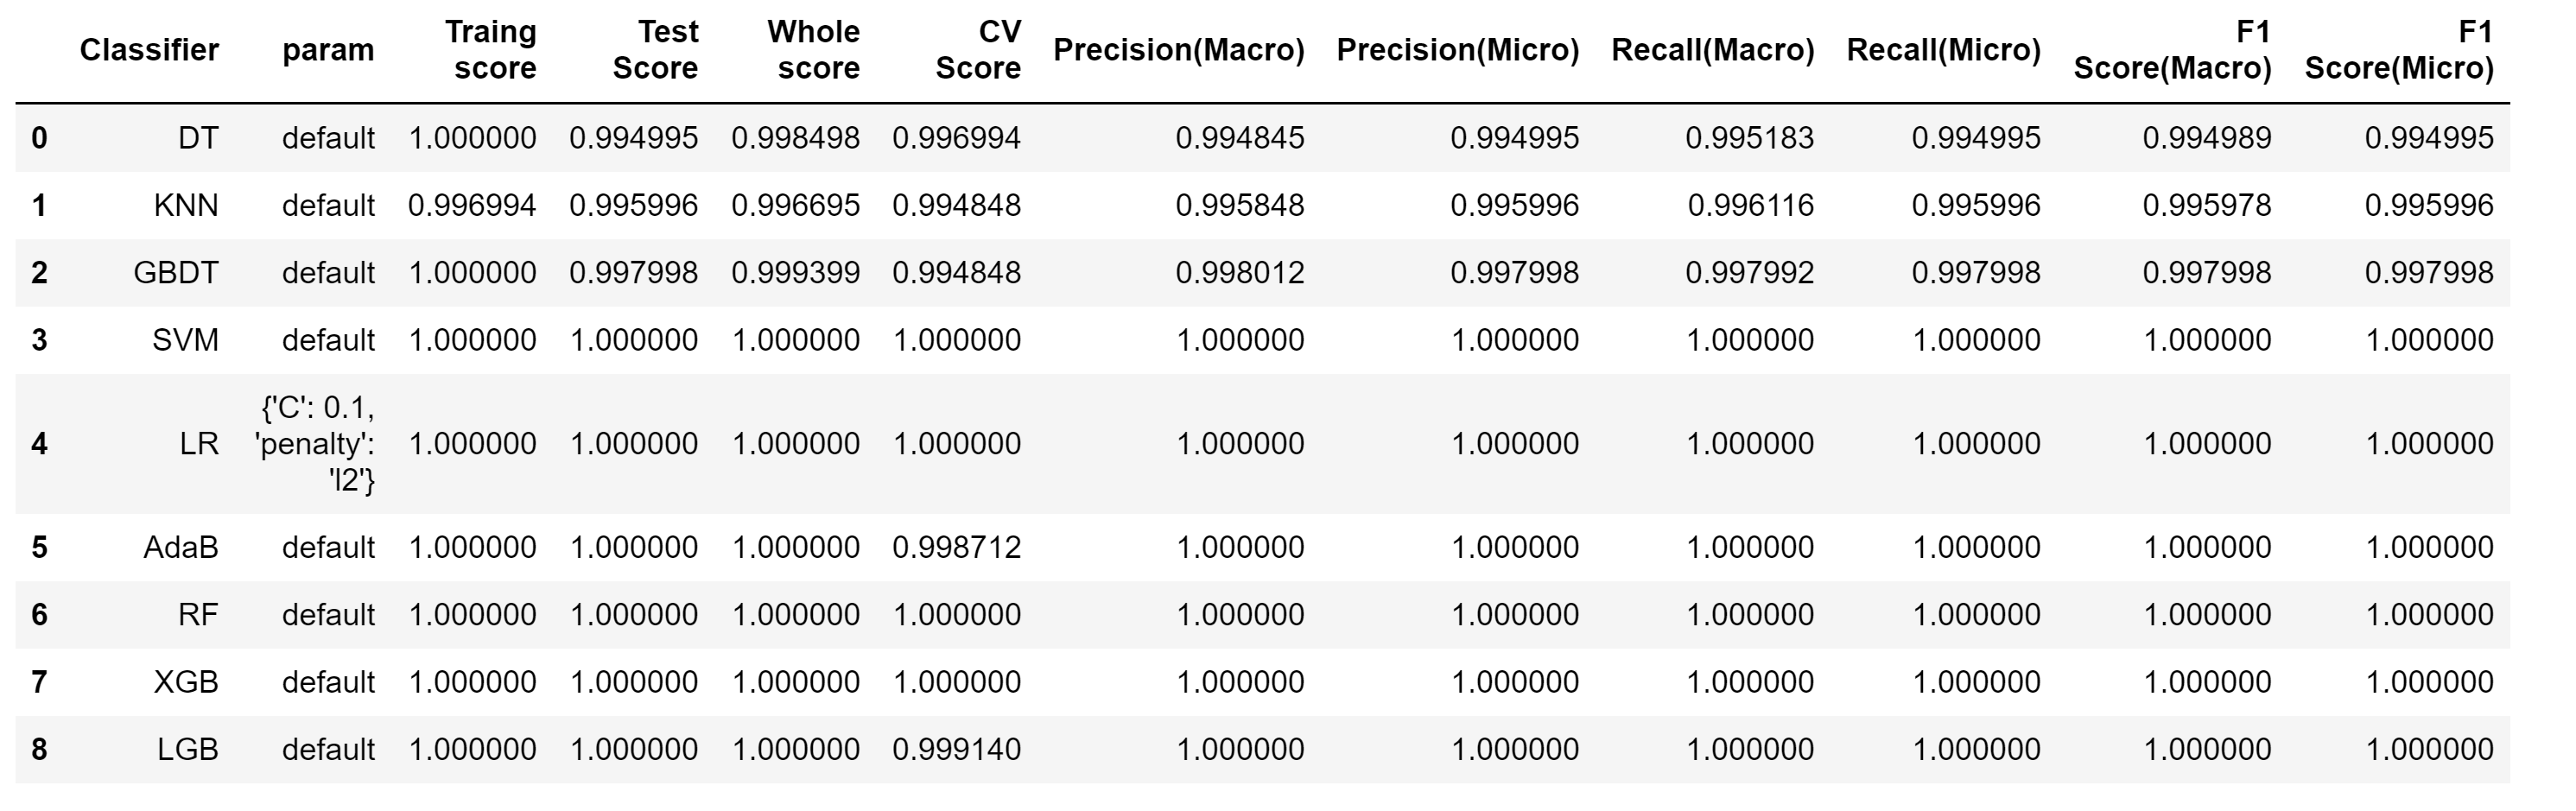 Classifier param Traing score Test Score Whole score CV Score Precision(Macro) Precision(Micro) Recall(Macro) Recall(Micro) F1 Score(Macro) F1 Score(Micro)
0 DT default 1.000000 0.994995 0.998498 0.996994 0.994845 0.994995 0.995183 0.994995 0.994989 0.994995
1 KNN default 0.996994 0.995996 0.996695 0.994848 0.995848 0.995996 0.996116 0.995996 0.995978 0.995996
2 GBDT default 1.000000 0.997998 0.999399 0.994848 0.998012 0.997998 0.997992 0.997998 0.997998 0.997998
3 SVM default 1.000000 1.000000 1.000000 1.000000 1.000000 1.000000 1.000000 1.000000 1.000000 1.000000
4 LR {'C': 0.1, 'penalty': 'l2'} 1.000000 1.000000 1.000000 1.000000 1.000000 1.000000 1.000000 1.000000 1.000000 1.000000
5 AdaB default 1.000000 1.000000 1.000000 0.998712 1.000000 1.000000 1.000000 1.000000 1.000000 1.000000
6 RF default 1.000000 1.000000 1.000000 1.000000 1.000000 1.000000 1.000000 1.000000 1.000000 1.000000
7 XGB default 1.000000 1.000000 1.000000 1.000000 1.000000 1.000000 1.000000 1.000000 1.000000 1.000000
8 LGB default 1.000000 1.000000 1.000000 0.999140 1.000000 1.000000 1.000000 1.000000 1.000000 1.000000